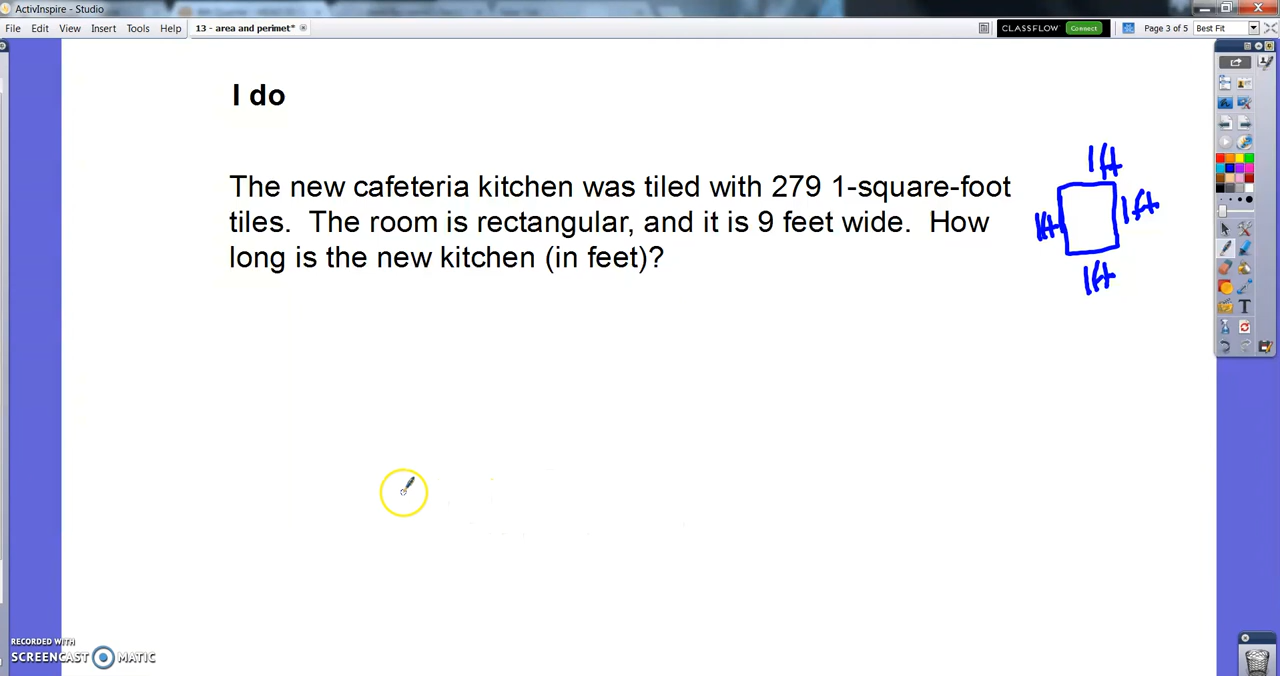 ActivInspire - Studio
File Edit View Insert Tools Help 13 - area and perimet* CLASSFLOW Connect Page 3 of 5 Best Fit
I do
The new cafeteria kitchen was tiled with 279 1-square-foot
tiles. The room is rectangular, and it is 9 feet wide. How
long is the new kitchen (in feet)?
1ft
1ft
1ft
1ft
RECORDED WITH
SCREENCAST MATIC